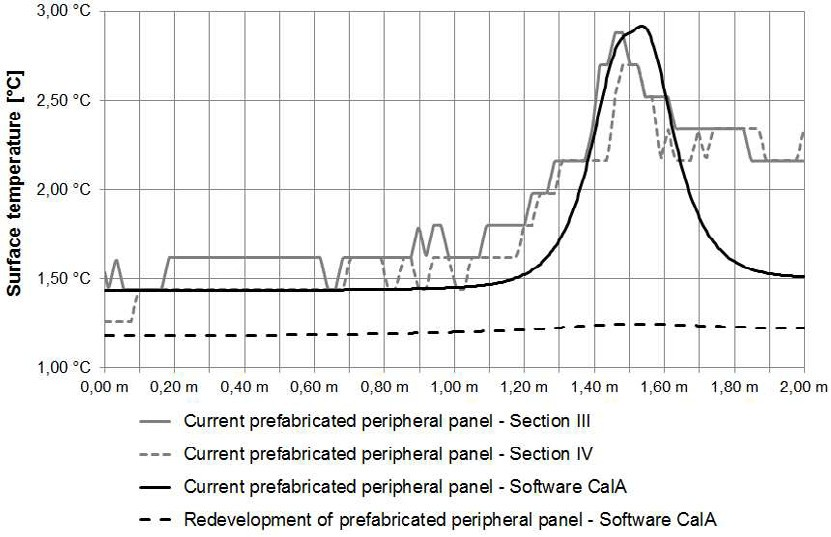 Surface temperature [°C]
3,00 °C
2,50 °C
2,00 °C
1,50 °C
1,00 °C
0,00 m 0,20 m 0,40 m 0,60 m 0,80 m 1,00 m 1,20 m 1,40 m 1,60 m 1,80 m 2,00 m
Current prefabricated peripheral panel - Section III
Current prefabricated peripheral panel - Section IV
Current prefabricated peripheral panel - Software CalA
Redevelopment of prefabricated peripheral panel - Software CalA